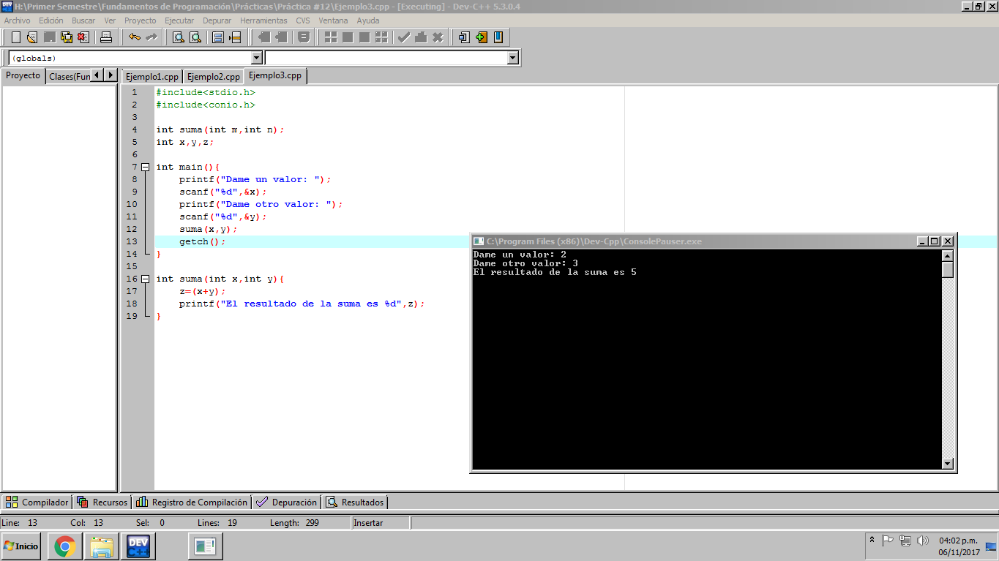 H:\Primer Semestre\Fundamentos de Programación\Prácticas\Práctica #12\Ejemplo3.cpp - [Executing] - Dev-C++ 5.3.0.4
Archivo Edición Buscar Ver Proyecto Ejecutar Depurar Herramientas CVS Ventana Ayuda
(globals)
Proyecto Clases(Fun Ejemplo1.cpp Ejemplo2.cpp Ejemplo3.cpp
1 #include<stdio.h>
2 #include<conio.h>
3
4 int suma(int m,int n);
5 int x,y,z;
6
7 int main(){
8 printf("Dame un valor: ");
9 scanf("%d",&x);
10 printf("Dame otro valor: ");
11 scanf("%d",&y);
12 suma(x,y);
13 getch();
14 }
15
16 int suma(int x,int y){
17 z=(x+y);
18 printf("El resultado de la suma es %d",z);
19 }
C:\Program Files (x86)\Dev-Cpp\ConsolePauser.exe
Dame un valor: 2
Dame otro valor: 3
El resultado de la suma es 5
Compilador Recursos Registro de Compilación Depuración Resultados
Line: 13 Col: 13 Sel: 0 Lines: 19 Length: 299 Insertar
Inicio DEV C++ 04:02 p.m.
06/11/2017